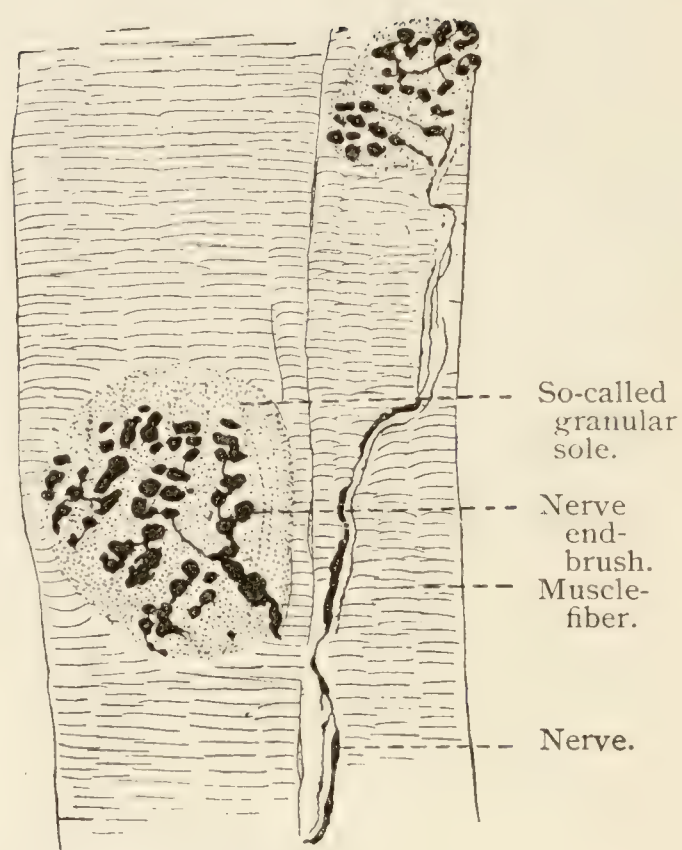 So-called
granular
sole.
Nerve
end-
brush.
Muscle-
fiber.
Nerve.